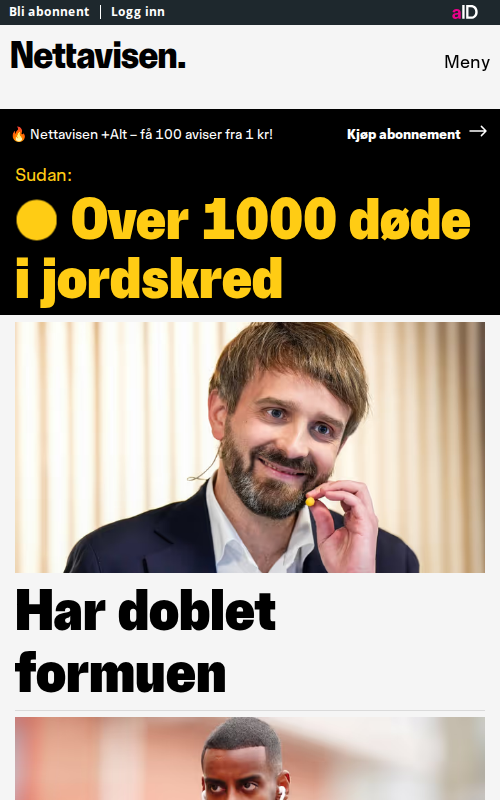 Bli abonnent | Logg inn
aID
Nettavisen.
Meny
🔥 Nettavisen +Alt – få 100 aviser fra 1 kr!
Kjøp abonnement →
Sudan:
Over 1000 døde
i jordskred
Har doblet
formuen